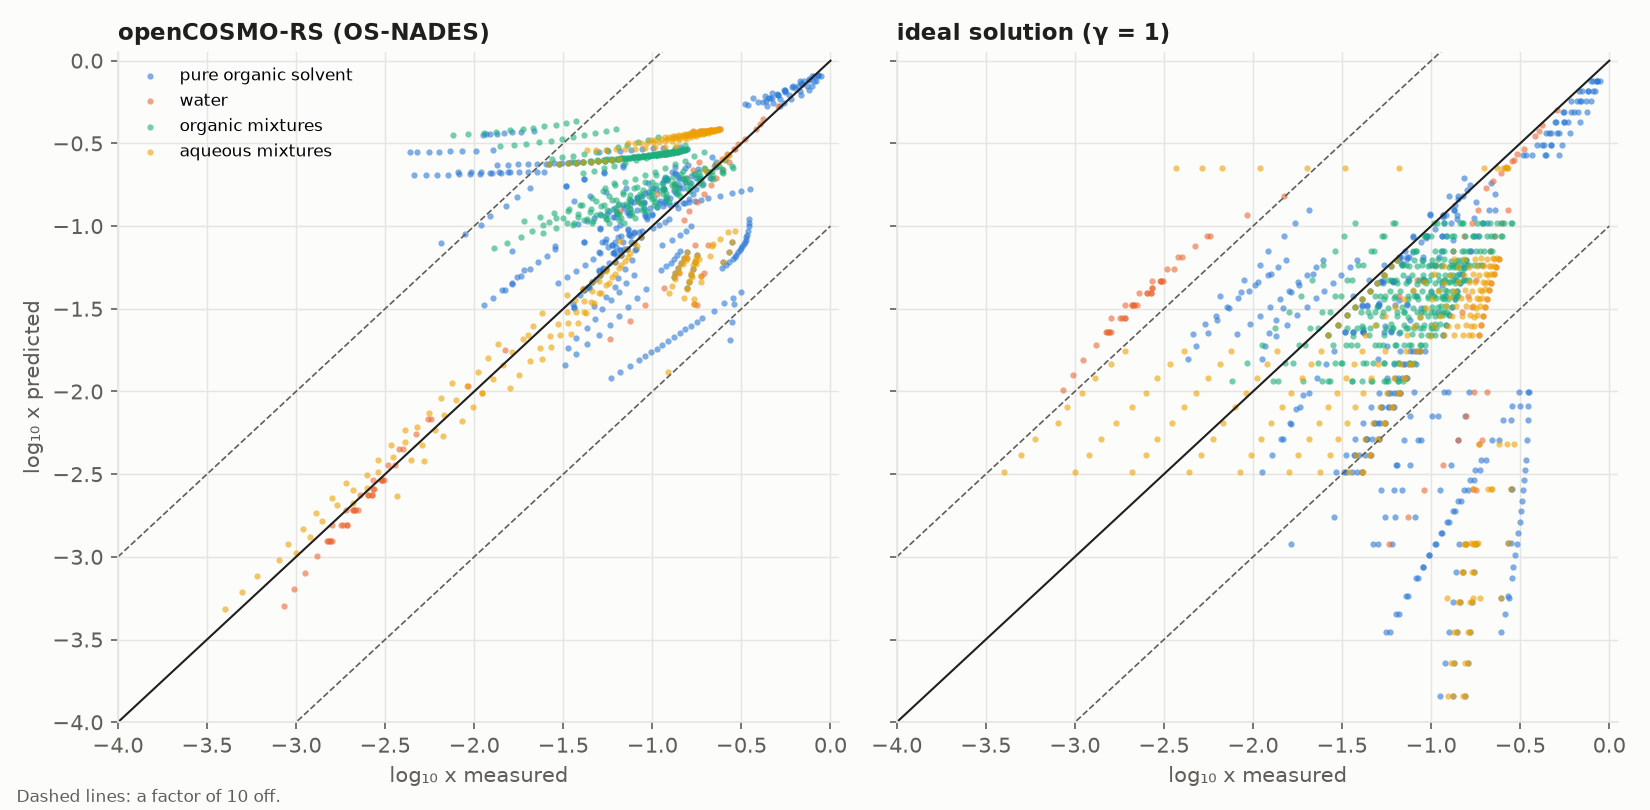 openCOSMO-RS (OS-NADES)
ideal solution (γ = 1)
pure organic solvent
water
organic mixtures
aqueous mixtures
log₁₀ x predicted
0.0
−0.5
−1.0
−1.5
−2.0
−2.5
−3.0
−3.5
−4.0
−4.0 −3.5 −3.0 −2.5 −2.0 −1.5 −1.0 −0.5 0.0
−4.0 −3.5 −3.0 −2.5 −2.0 −1.5 −1.0 −0.5 0.0
log₁₀ x measured
log₁₀ x measured
Dashed lines: a factor of 10 off.